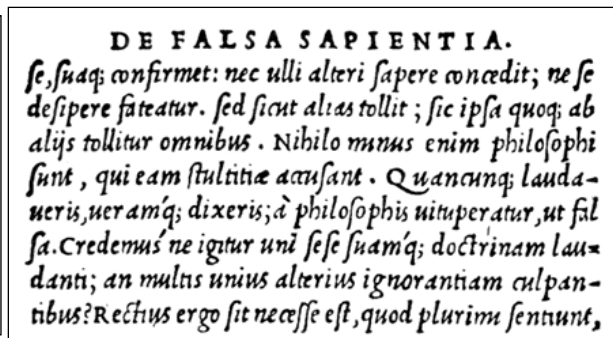 DE FALSA SAPIENTIA.
ſe, ſuaq; confirmet: nec ulli alteri ſapere concedit; ne ſe
deſipere fateatur. ſed ſicut alias tollit; ſic ipſa quoq; ab
alijs tollitur omnibus. Nihilo minus enim philoſophi
ſunt, qui eam ſtultitiæ accuſant. Quancunq; lauda-
ueris, ueram'q; dixeris; à philoſophis uituperatur, ut fal
ſa. Credemus'ne igitur uni ſeſe ſuam'q; doctrinam lau-
danti; an multis unius alterius ignorantiam culpan-
tibus? Rectius ergo ſit neceſſe eſt, quod plurimi ſentiunt,